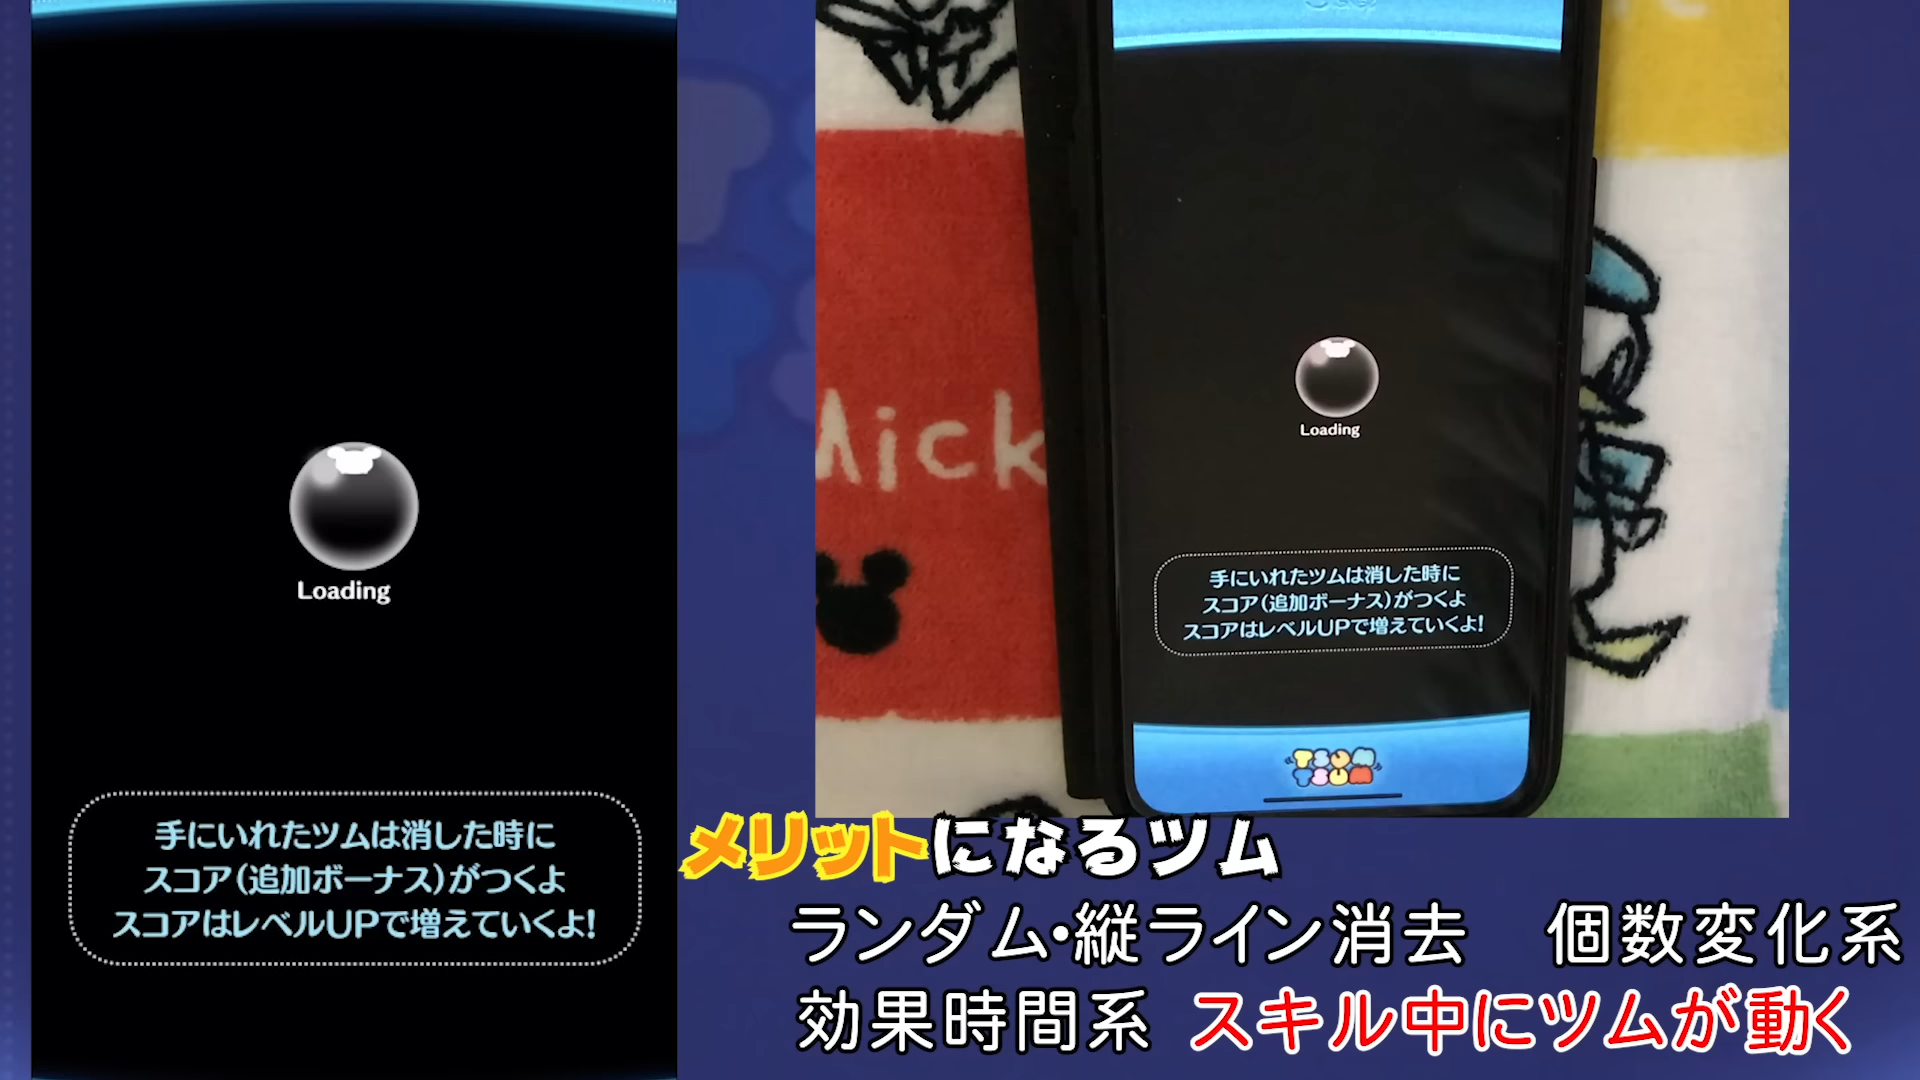 Loading
手にいれたツムは消した時に
スコア(追加ボーナス)がつくよ
スコアはレベルUPで増えていくよ!
Mick
Loading
手にいれたツムは消した時に
スコア(追加ボーナス)がつくよ
スコアはレベルUPで増えていくよ!
TSUM
TSUM
メリットになるツム
ランダム•縦ライン消去 個数変化系
効果時間系 スキル中にツムが動く